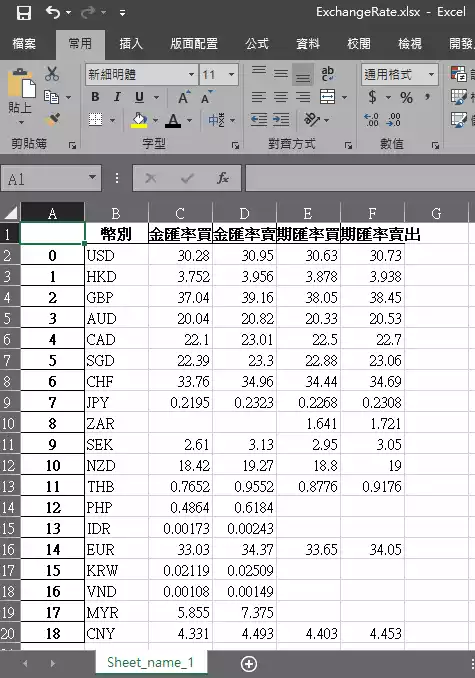 ExchangeRate.xlsx - Excel
檔案 常用 插入 版面配置 公式 資料 校閱 檢視 開發
貼上
新細明體 11
B I U A A
中
ab
通用格式
$ % ,
剪貼簿 字型 對齊方式 數值
A1 fx
A B C D E F G
1 幣別 金匯率買 金匯率賣 期匯率買 期匯率賣出
2 0 USD 30.28 30.95 30.63 30.73
3 1 HKD 3.752 3.956 3.878 3.938
4 2 GBP 37.04 39.16 38.05 38.45
5 3 AUD 20.04 20.82 20.33 20.53
6 4 CAD 22.1 23.01 22.5 22.7
7 5 SGD 22.39 23.3 22.88 23.06
8 6 CHF 33.76 34.96 34.44 34.69
9 7 JPY 0.2195 0.2323 0.2268 0.2308
10 8 ZAR 1.641 1.721
11 9 SEK 2.61 3.13 2.95 3.05
12 10 NZD 18.42 19.27 18.8 19
13 11 THB 0.7652 0.9552 0.8776 0.9176
14 12 PHP 0.4864 0.6184
15 13 IDR 0.00173 0.00243
16 14 EUR 33.03 34.37 33.65 34.05
17 15 KRW 0.02119 0.02509
18 16 VND 0.00108 0.00149
19 17 MYR 5.855 7.375
20 18 CNY 4.331 4.493 4.403 4.453
Sheet_name_1